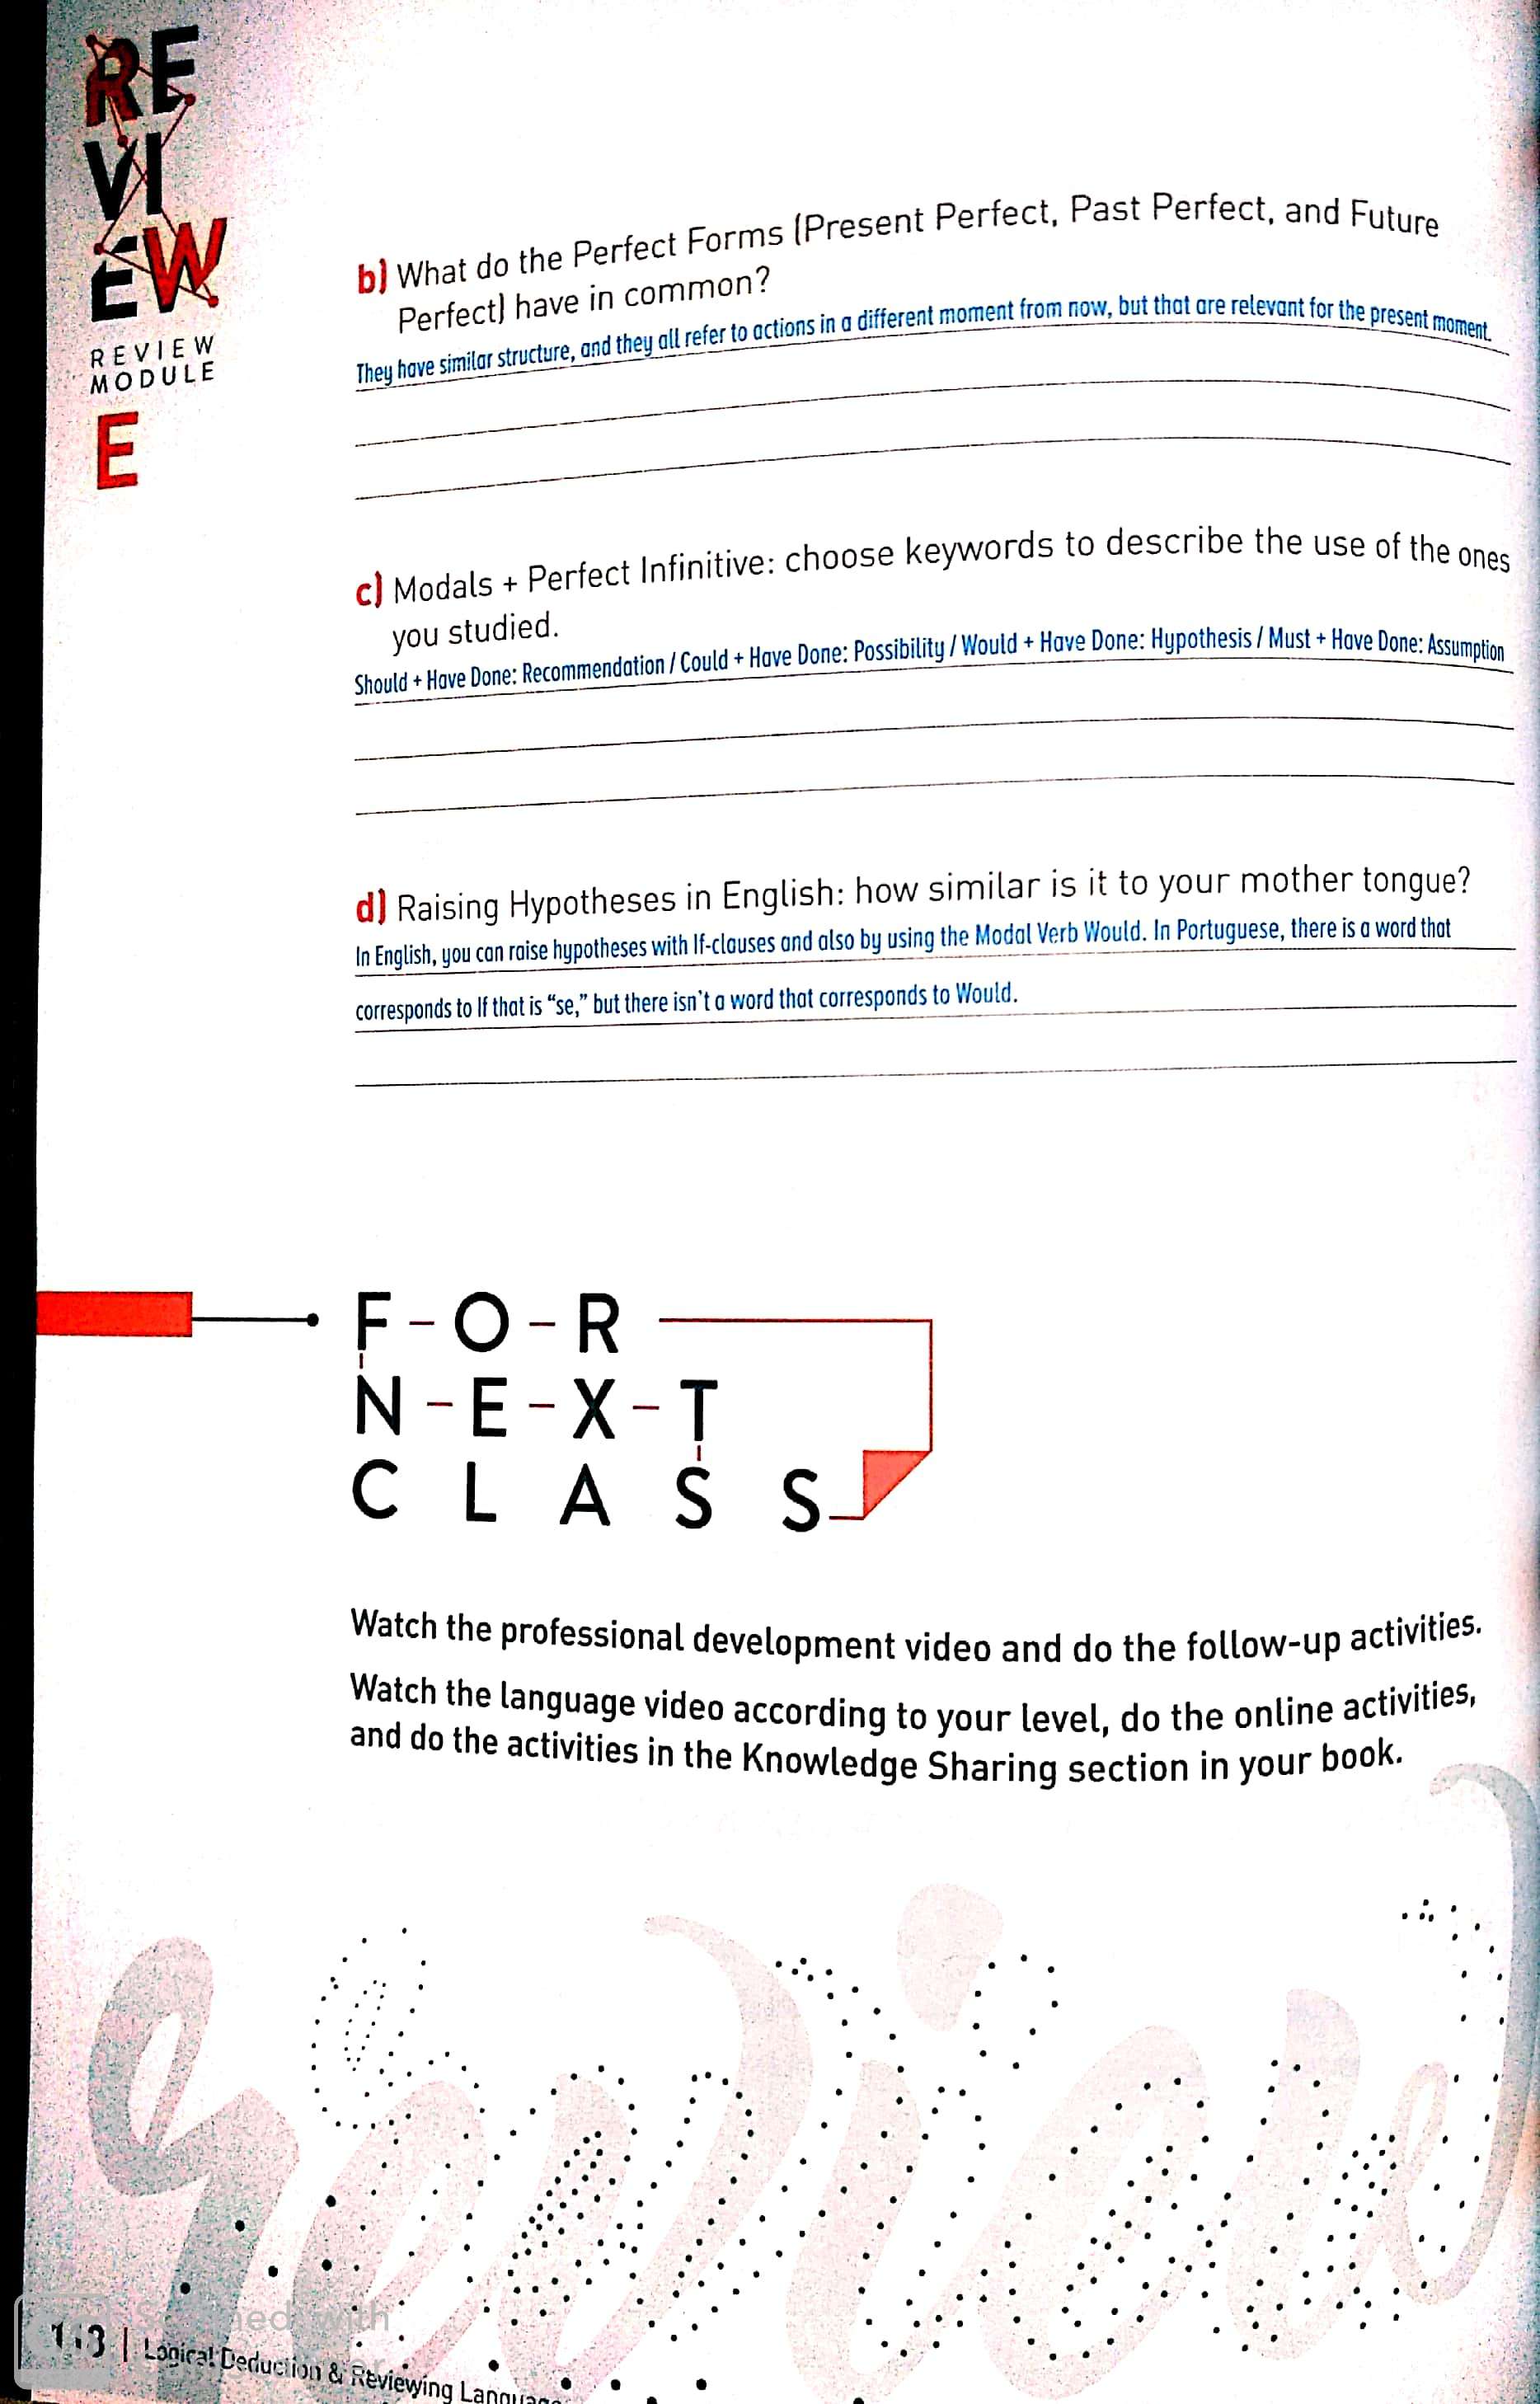 RE
VI
EW
REVIEW
MODULE
E
b) What do the Perfect Forms (Present Perfect, Past Perfect, and Future
Perfect) have in common?
They have similar structure, and they all refer to actions in a different moment from now, but that are relevant for the present moment.
c) Modals + Perfect Infinitive: choose keywords to describe the use of the ones
you studied.
Should + Have Done: Recommendation / Could + Have Done: Possibility / Would + Have Done: Hypothesis / Must + Have Done: Assumption
d) Raising Hypotheses in English: how similar is it to your mother tongue?
In English, you can raise hypotheses with If-clauses and also by using the Modal Verb Would. In Portuguese, there is a word that
corresponds to If that is “se,” but there isn't a word that corresponds to Would.
F-O-R
N-E-X-T
CLASS
Watch the professional development video and do the follow-up activities.
Watch the language video according to your level, do the online activities,
and do the activities in the Knowledge Sharing section in your book.
review
Scanned with
| Logical Deduction & Reviewing Language